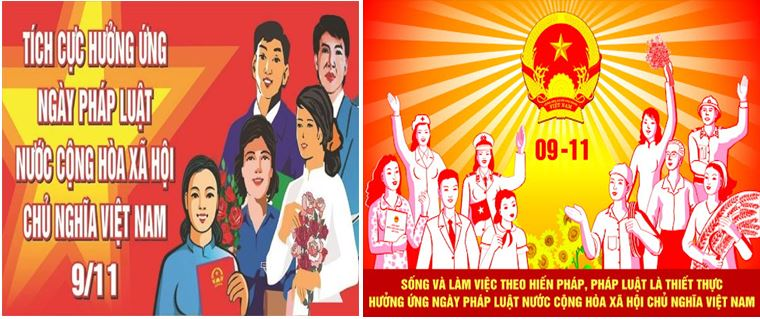 TÍCH CỰC HƯỞNG ỨNG
NGÀY PHÁP LUẬT
NƯỚC CỘNG HÒA XÃ HỘI
CHỦ NGHĨA VIỆT NAM
9/11
VIỆT NAM
09-11
SỐNG VÀ LÀM VIỆC THEO HIẾN PHÁP, PHÁP LUẬT LÀ THIẾT THỰC
HƯỞNG ỨNG NGÀY PHÁP LUẬT NƯỚC CỘNG HÒA XÃ HỘI CHỦ NGHĨA VIỆT NAM